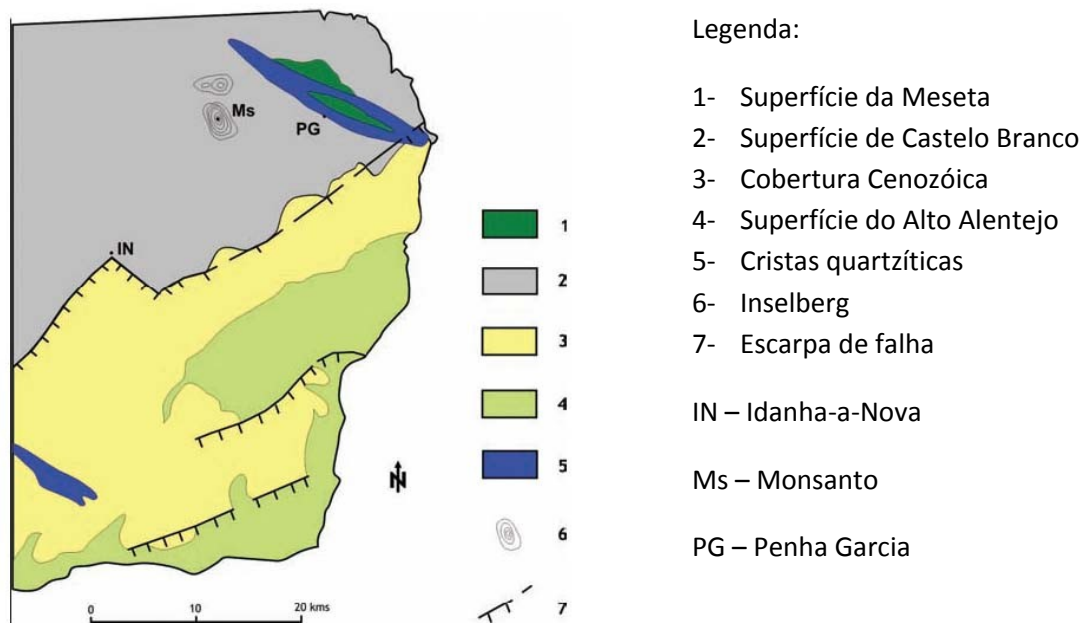 Ms
PG
IN
1
2
3
4
5
6
7
N
0 10 20 kms
Legenda:
1- Superfície da Meseta
2- Superfície de Castelo Branco
3- Cobertura Cenozóica
4- Superfície do Alto Alentejo
5- Cristas quartzíticas
6- Inselberg
7- Escarpa de falha
IN – Idanha-a-Nova
Ms – Monsanto
PG – Penha Garcia